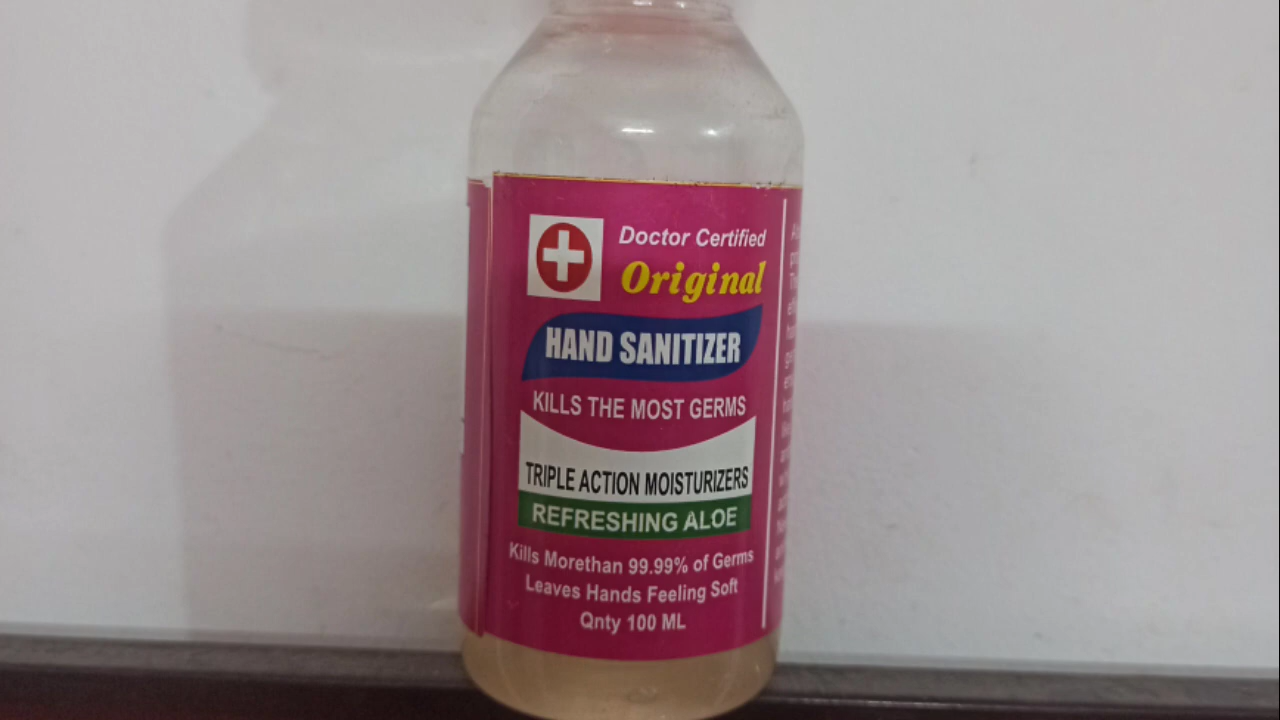 Doctor Certified
Original
HAND SANITIZER
KILLS THE MOST GERMS
TRIPLE ACTION MOISTURIZERS
REFRESHING ALOE
Kills Morethan 99.99% of Germs
Leaves Hands Feeling Soft
Qnty 100 ML